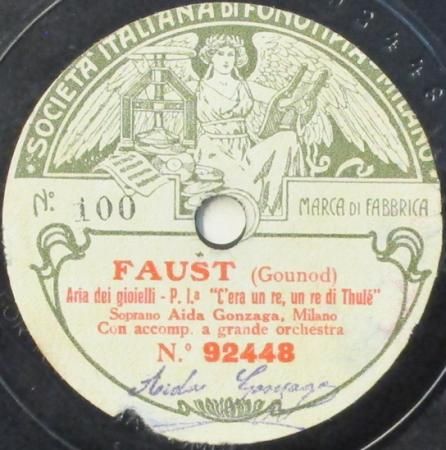 SOCIETÀ ITALIANA DI FONOTIPIA - MILANO
No: 100
MARCA DI FABBRICA
FAUST (Gounod)
Aria dei gioielli - P. I.ª "C'era un re, un re di Thulé"
Soprano Aida Gonzaga, Milano
Con accomp. a grande orchestra
N.º 92448
Aida Gonzaga